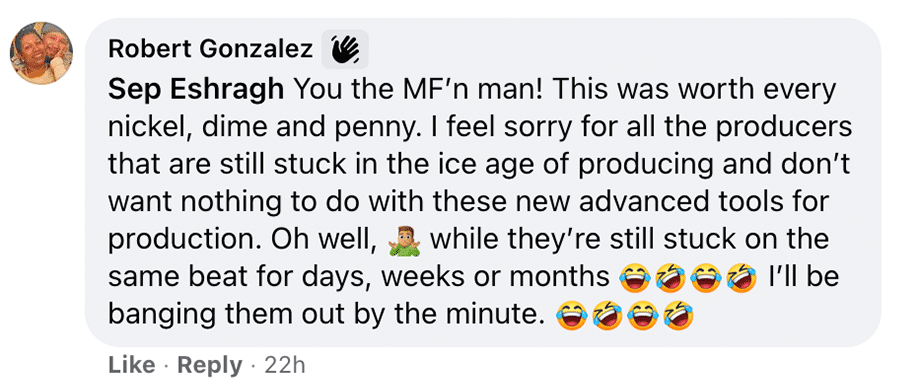 Robert Gonzalez 👋
Sep Eshragh You the MF’n man! This was worth every
nickel, dime and penny. I feel sorry for all the producers
that are still stuck in the ice age of producing and don’t
want nothing to do with these new advanced tools for
production. Oh well, 🤷🏽‍♂️ while they’re still stuck on the
same beat for days, weeks or months 😂🤣😂🤣 I’ll be
banging them out by the minute. 😂🤣😂🤣
Like · Reply · 22h